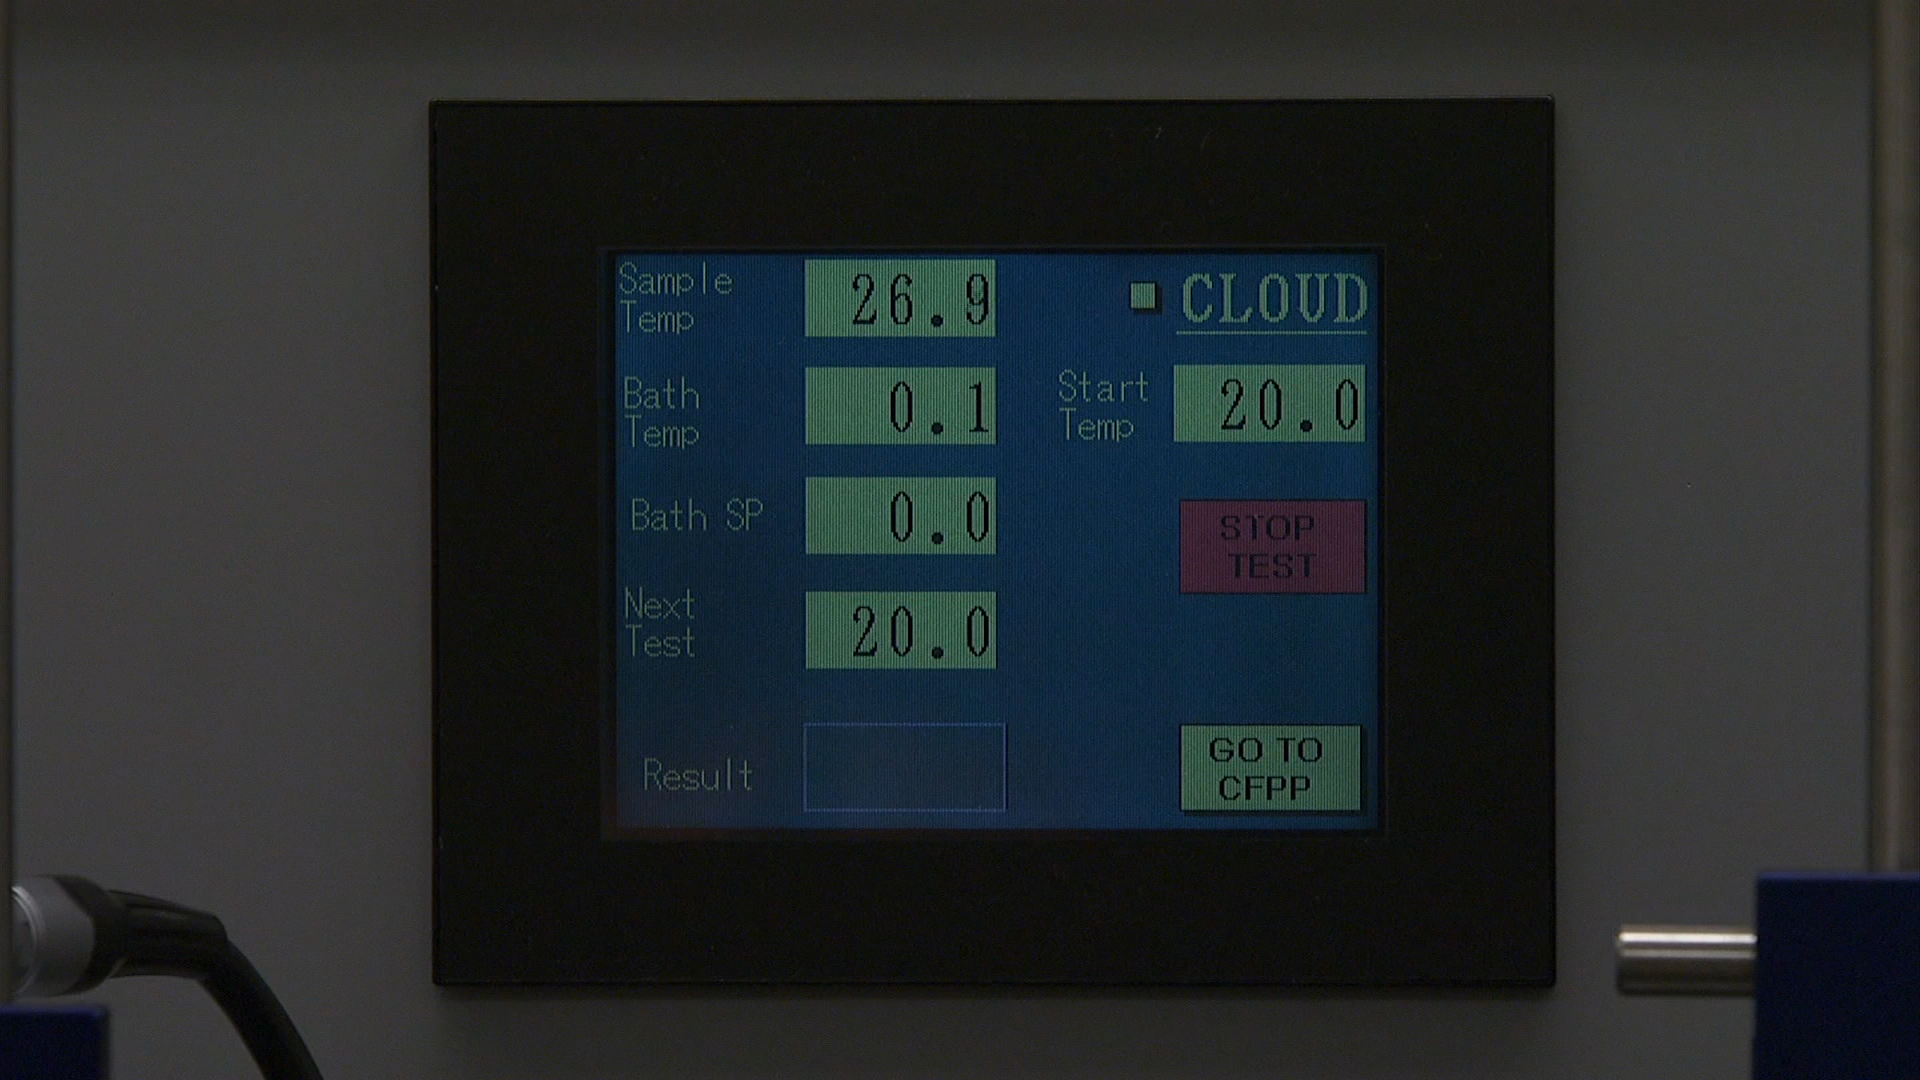 Sample
Temp
26.9
CLOUD
Bath
Temp
0.1
Start
Temp
20.0
Bath SP
0.0
STOP
TEST
Next
Test
20.0
Result
GO TO
CFPP